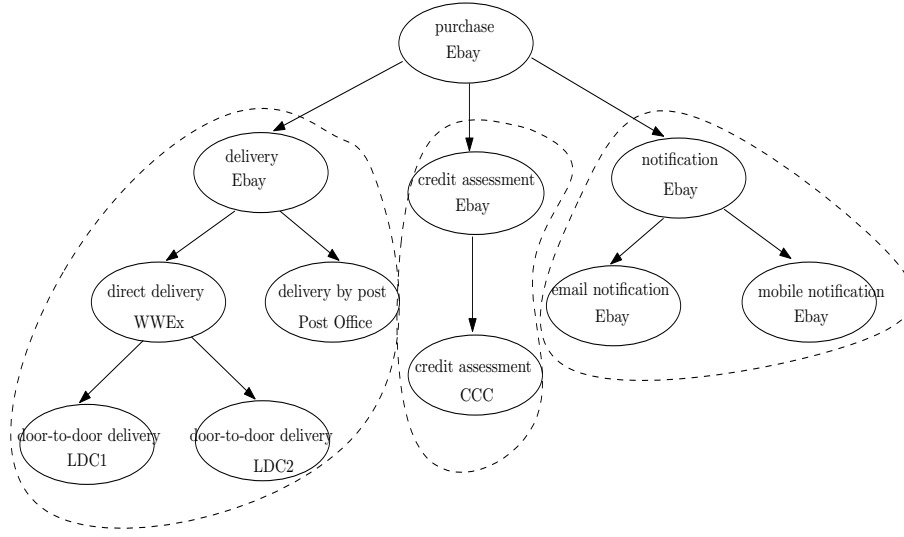 purchase
Ebay
delivery
Ebay
credit assessment
Ebay
notification
Ebay
direct delivery
WWEx
delivery by post
Post Office
email notification
Ebay
mobile notification
Ebay
credit assessment
CCC
door-to-door delivery
LDC1
door-to-door delivery
LDC2